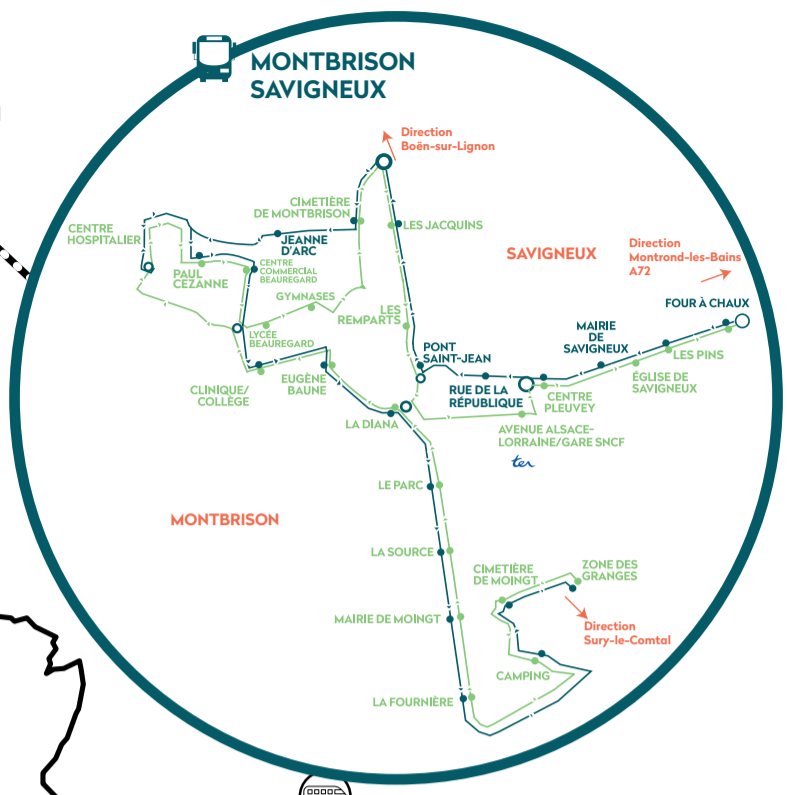 MONTBRISON
SAVIGNEUX
Direction
Boën-sur-Lignon
CIMETIÈRE
DE MONTBRISON
LES JACQUINS
CENTRE
HOSPITALIER
JEANNE
D'ARC
SAVIGNEUX
Direction
Montrond-les-Bains
A72
PAUL
CEZANNE
CENTRE
COMMERCIAL
BEAUREGARD
GYMNASES
FOUR À CHAUX
LES
REMPARTS
LYCÉE
BEAUREGARD
MAIRIE
DE
SAVIGNEUX
PONT
SAINT-JEAN
LES PINS
CLINIQUE/
COLLÈGE
EUGÈNE
BAUNE
RUE DE LA
RÉPUBLIQUE
CENTRE
PLEUVEY
ÉGLISE DE
SAVIGNEUX
LA DIANA
AVENUE ALSACE-
LORRAINE/GARE SNCF
ter
LE PARC
MONTBRISON
LA SOURCE
CIMETIÈRE
DE MOINGT
ZONE DES
GRANGES
MAIRIE DE MOINGT
Direction
Sury-le-Comtal
CAMPING
LA FOURNIÈRE